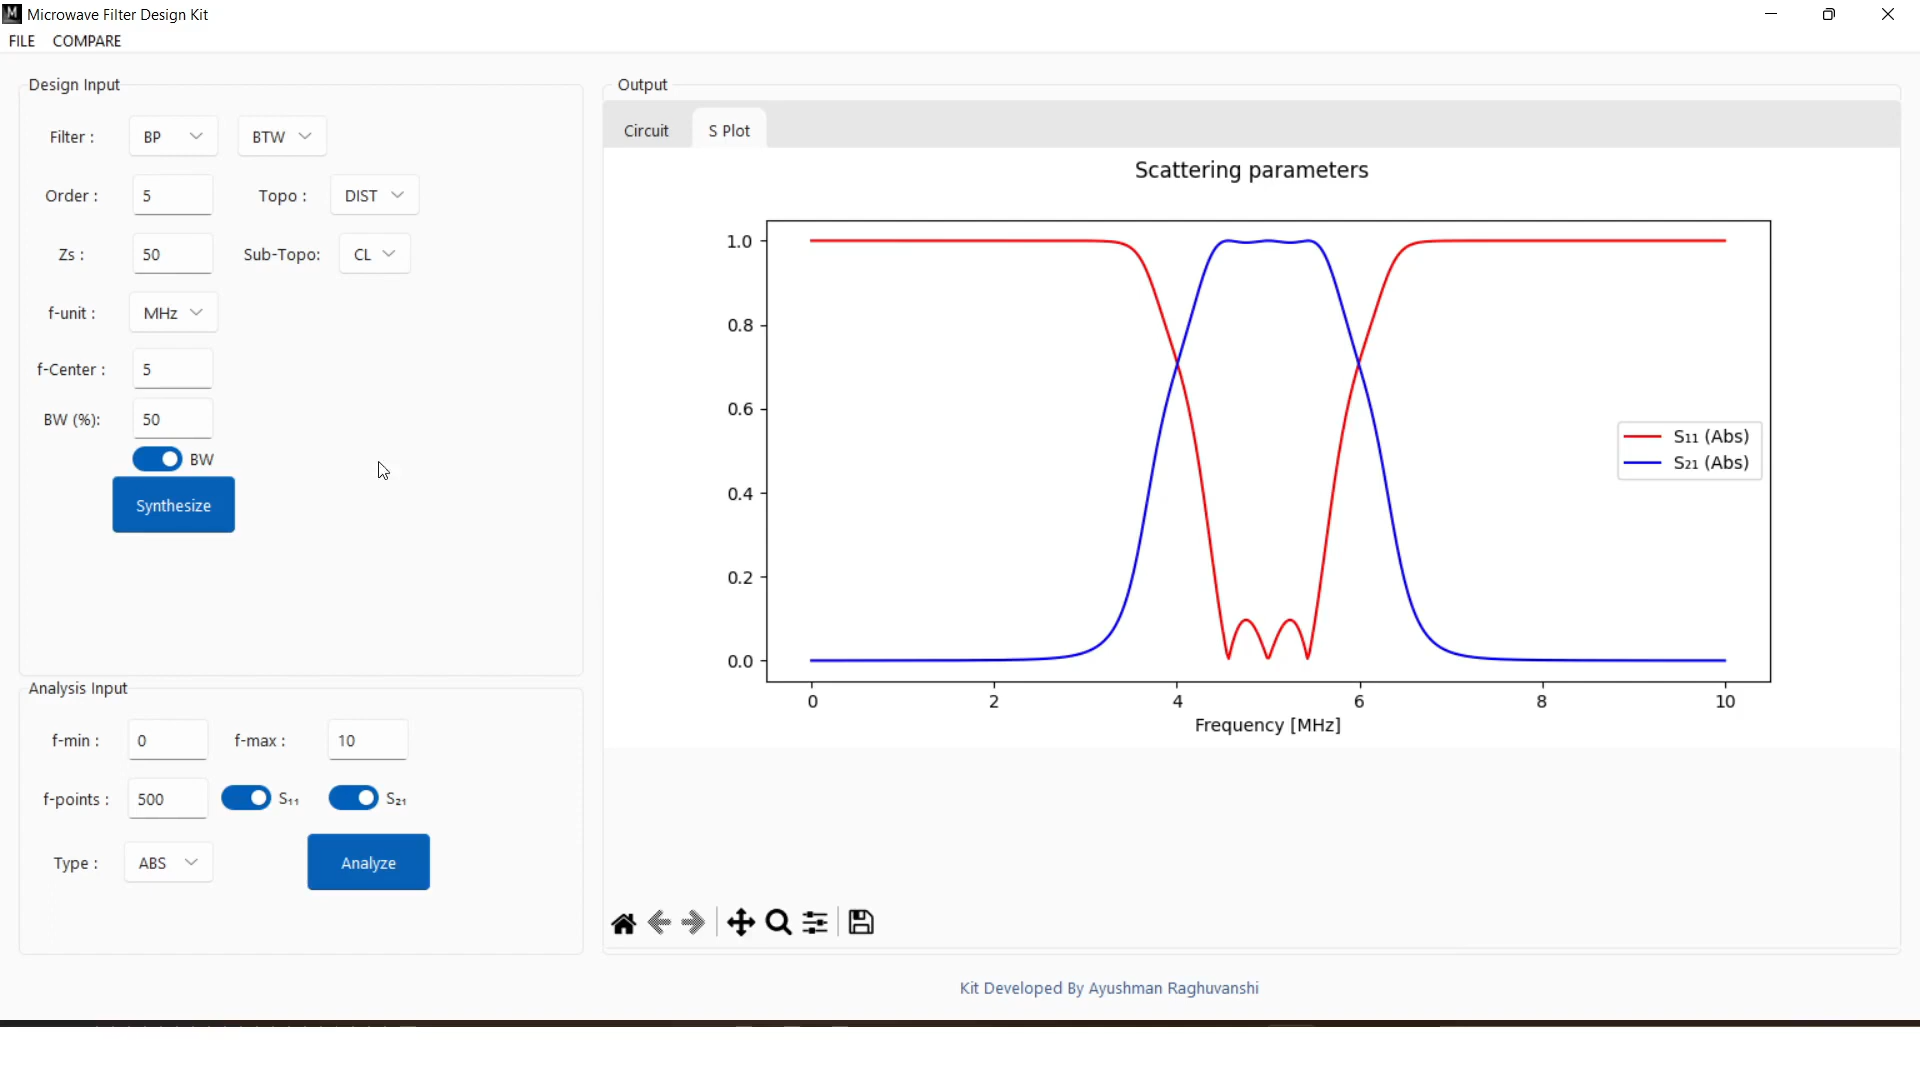 Microwave Filter Design Kit
FILE COMPARE
Design Input
Filter : BP BTW
Order : 5 Topo : DIST
Zs : 50 Sub-Topo: CL
f-unit : MHz
f-Center : 5
BW (%): 50
BW
Synthesize
Analysis Input
f-min : 0 f-max : 10
f-points : 500 S₁₁ S₂₁
Type : ABS Analyze
Output
Circuit S Plot
Scattering parameters
1.0
0.8
0.6
0.4
0.2
0.0
S₁₁ (Abs)
S₂₁ (Abs)
0 2 4 6 8 10
Frequency [MHz]
Kit Developed By Ayushman Raghuvanshi